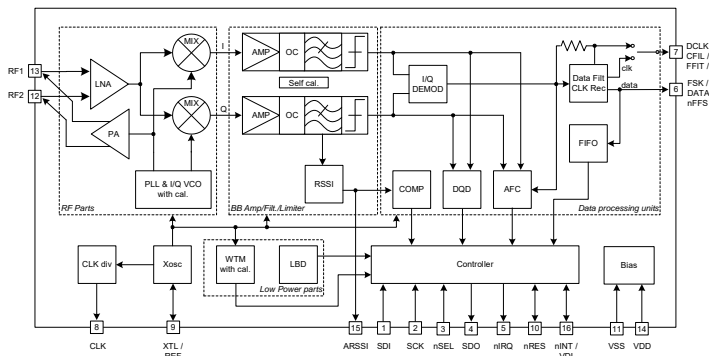 MIX
I
AMP
OC
7
DCLK
CFIL /
FFIT /
clk
RF1
13
LNA
Self cal.
I/Q
DEMOD
Data Filt
CLK Rec
data
RF2
12
MIX
Q
AMP
OC
6
FSK /
DATA
nFFS
PA
FIFO
PLL & I/Q VCO
with cal.
RSSI
COMP
DQD
AFC
RF Parts
BB Amp/Filt./Limiter
Data processing units
CLK div
Xosc
WTM
with cal.
LBD
Controller
Bias
Low Power parts
8
9
15
1
2
3
4
5
10
16
11
14
CLK
XTL /
REF
ARSSI
SDI
SCK
nSEL
SDO
nIRQ
nRES
nINT /
VDI
VSS
VDD